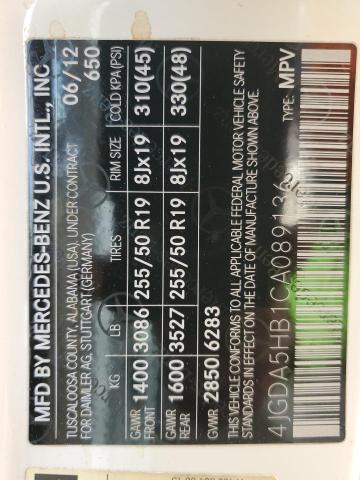 MFD BY MERCEDES-BENZ U.S. INTL., INC
TUSCALOOSA COUNTY, ALABAMA (USA). UNDER CONTRACT 06/12
FOR DAIMLER AG, STUTTGART (GERMANY) 650
KG LB TIRES RIM SIZE COLD KPA (PSI)
GAWR FRONT 1400 3086 255/50 R19 8Jx19 310(45)
GAWR REAR 1600 3527 255/50 R19 8Jx19 330(48)
GVWR 2850 6283
THIS VEHICLE CONFORMS TO ALL APPLICABLE FEDERAL MOTOR VEHICLE SAFETY
STANDARDS IN EFFECT ON THE DATE OF MANUFACTURE SHOWN ABOVE.
4JGDA5HB1CA089136 TYPE: MPV